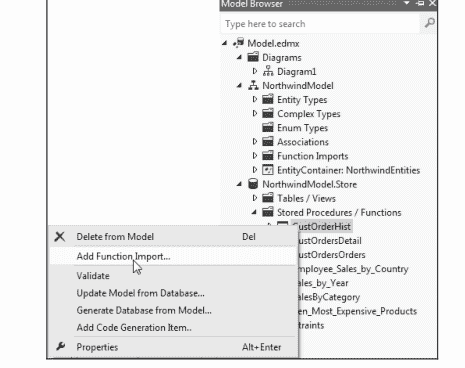 Model Browser
Type here to search
Model.edmx
Diagrams
Diagram1
NorthwindModel
Entity Types
Complex Types
Enum Types
Associations
Function Imports
EntityContainer: NorthwindEntities
NorthwindModel.Store
Tables / Views
Stored Procedures / Functions
CustOrderHist
Delete from Model Del
ustOrdersDetail
Add Function Import...
ustOrdersOrders
mployee_Sales_by_Country
Validate
ales_by_Year
Update Model from Database...
alesByCategory
Generate Database from Model...
en_Most_Expensive_Products
Add Code Generation Item..
traints
Properties Alt+Enter